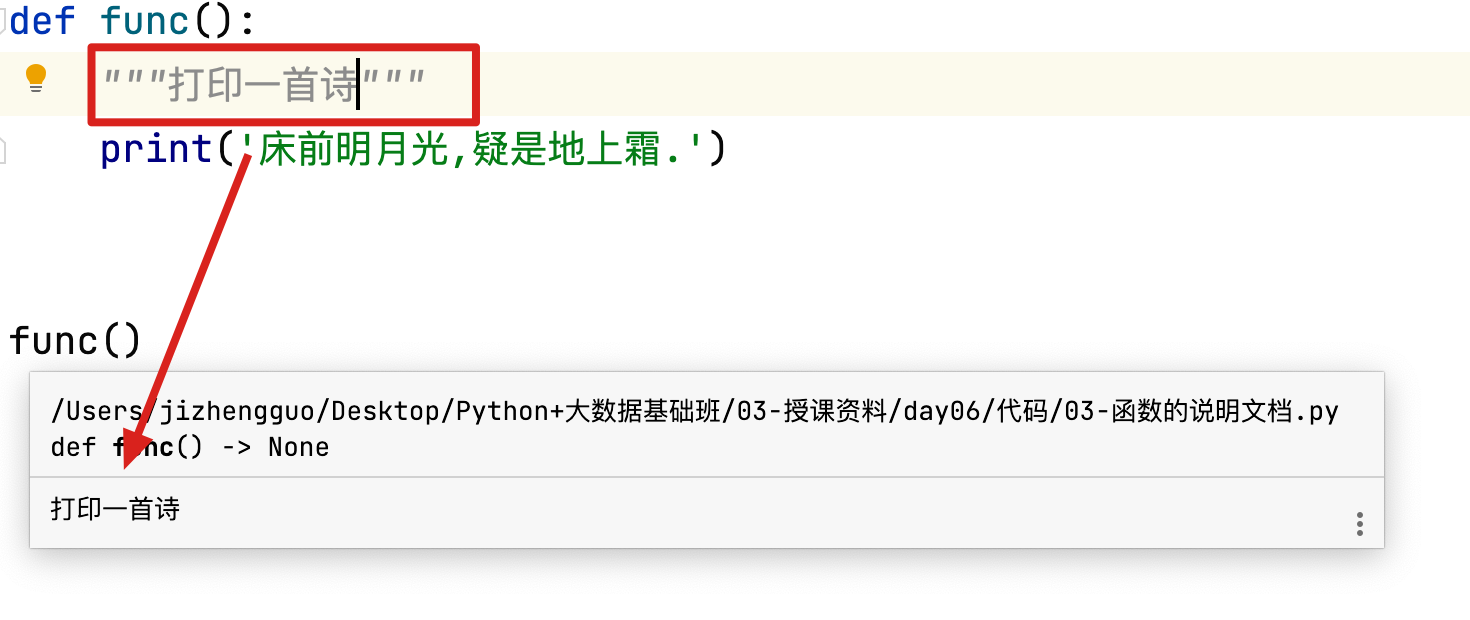 def func():
"""打印一首诗"""
print('床前明月光,疑是地上霜.')
func()
/Users/jizhengguo/Desktop/Python+大数据基础班/03-授课资料/day06/代码/03-函数的说明文档.py
def func() -> None
打印一首诗